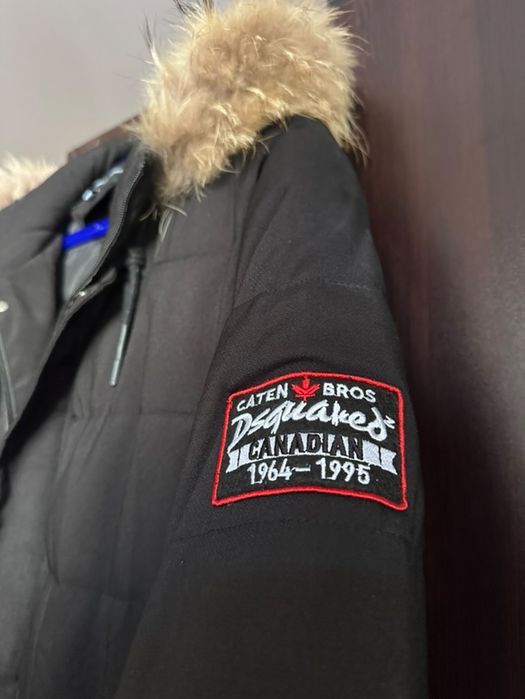 CATEN BROS
Dsquared2
CANADIAN
1964-1995